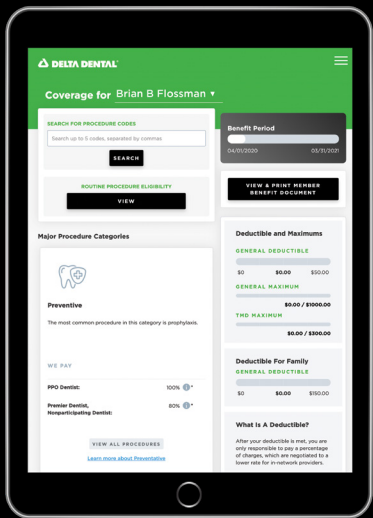 DELTA DENTAL
Coverage for Brian B Flossman
SEARCH FOR PROCEDURE CODES
Search up to 5 codes, separated by commas
SEARCH
ROUTINE PROCEDURE ELIGIBILITY
VIEW
Major Procedure Categories
Preventive
The most common procedure in this category is prophylaxis.
WE PAY
PPO Dentist: 100% *
Premier Dentist,
Nonparticipating Dentist: 80% *
VIEW ALL PROCEDURES
Learn more about Preventative
Benefit Period
04/01/2020 03/31/2021
VIEW & PRINT MEMBER
BENEFIT DOCUMENT
Deductible and Maximums
GENERAL DEDUCTIBLE
$0 $0.00 $50.00
GENERAL MAXIMUM
$0.00 / $1000.00
TMD MAXIMUM
$0.00 / $300.00
Deductible For Family
GENERAL DEDUCTIBLE
$0 $0.00 $150.00
What Is A Deductible?
After your deductible is met, you are
only responsible to pay a percentage
of charges, which are negotiated to a
lower rate for in-network providers.